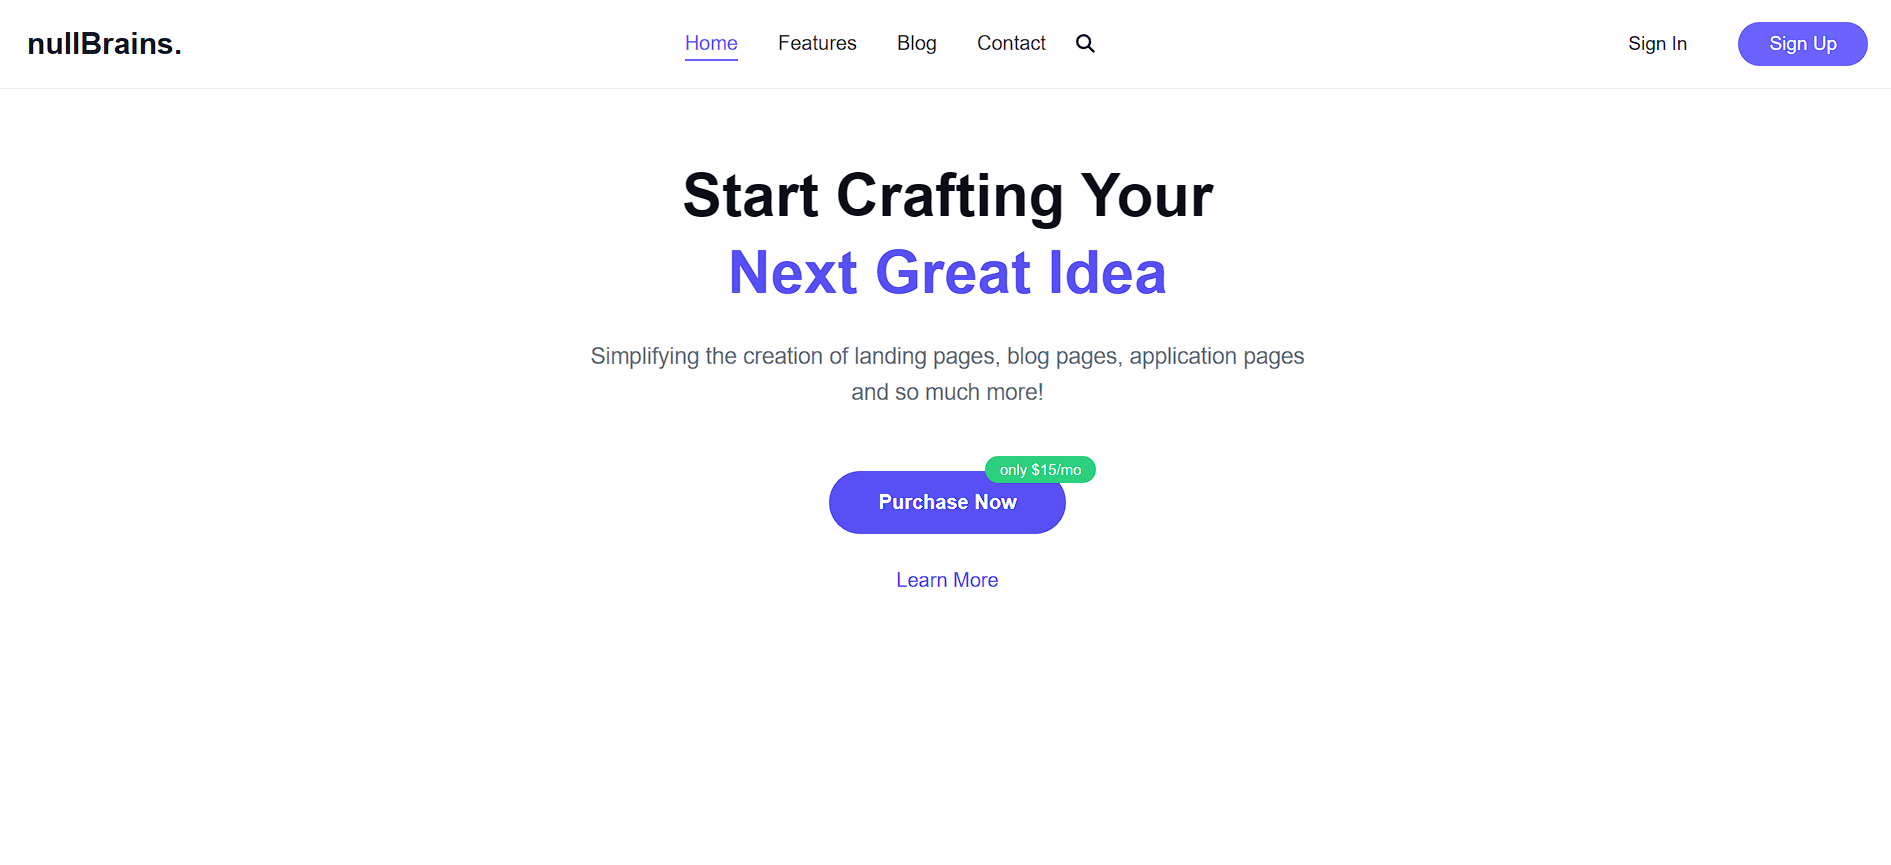 nullBrains.
Home Features Blog Contact
Sign In Sign Up
Start Crafting Your
Next Great Idea
Simplifying the creation of landing pages, blog pages, application pages
and so much more!
only $15/mo
Purchase Now
Learn More